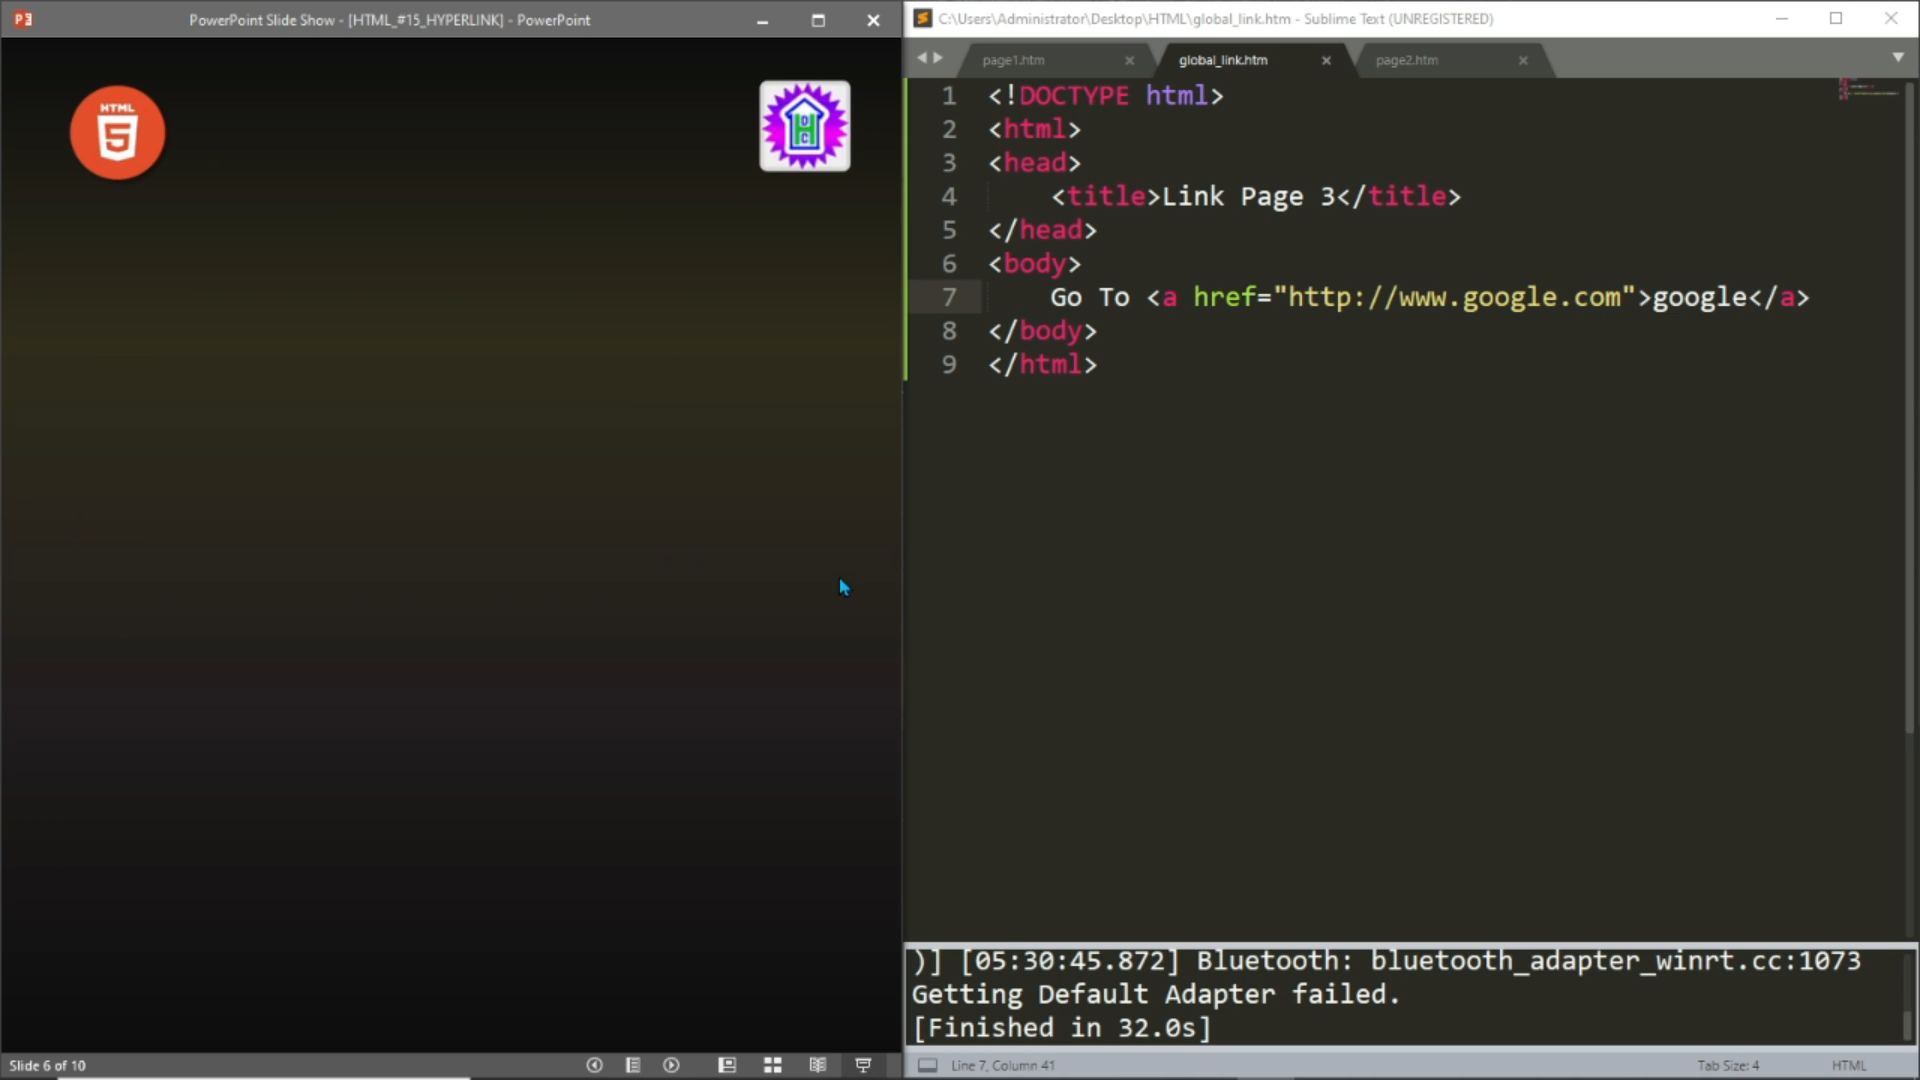 PowerPoint Slide Show - [HTML_#15_HYPERLINK] - PowerPoint
HTML
5
D
H
C
Slide 6 of 10
C:\Users\Administrator\Desktop\HTML\global_link.htm - Sublime Text (UNREGISTERED)
page1.htm
global_link.htm
page2.htm
1 <!DOCTYPE html>
2 <html>
3 <head>
4 <title>Link Page 3</title>
5 </head>
6 <body>
7 Go To <a href="http://www.google.com">google</a>
8 </body>
9 </html>
)] [05:30:45.872] Bluetooth: bluetooth_adapter_winrt.cc:1073
Getting Default Adapter failed.
[Finished in 32.0s]
Line 7, Column 41
Tab Size: 4
HTML